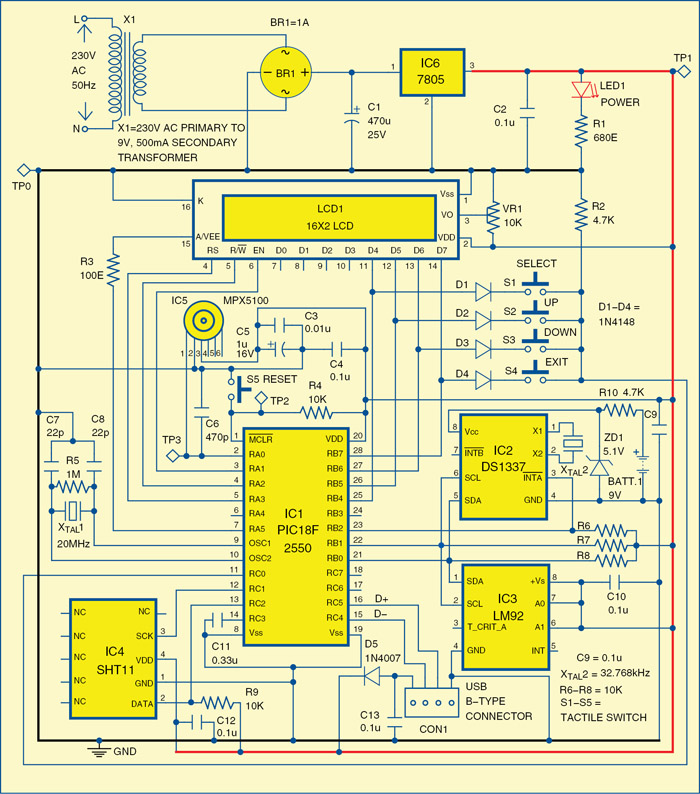 L
X1
230V
AC
50Hz
N
X1=230V AC PRIMARY TO
9V, 500mA SECONDARY
TRANSFORMER
BR1=1A
~
− BR1 +
~
C1
470u
25V
1
IC6
7805
3
2
C2
0.1u
TP1
LED1
POWER
R1
680E
TP0
R2
4.7K
K
16
A/VEE
15
LCD1
16X2 LCD
Vss
1
VO
3
VDD
2
VR1
10K
RS R/W EN D0 D1 D2 D3 D4 D5 D6 D7
4 5 6 7 8 9 10 11 12 13 14
R3
100E
IC5
MPX5100
1 2 3 4 5 6
C5
1u
16V
C3
0.01u
C4
0.1u
S5 RESET
TP2
R4
10K
C6
470p
TP3
D1
S1
SELECT
D2
S2
UP
D3
S3
DOWN
D4
S4
EXIT
D1-D4 =
1N4148
R10 4.7K
C9
ZD1
5.1V
BATT.1
9V
C7
22p
C8
22p
R5
1M
XTAL1
20MHz
IC1
PIC18F
2550
1 MCLR
2 RA0
3 RA1
4 RA2
5 RA3
6 RA4
7 RA5
9 OSC1
10 OSC2
11 RC0
12 RC1
13 RC2
14 RC3
8 Vss
VDD 20
RB7 28
RB6 27
RB5 26
RB4 25
RB3 24
RB2 23
RB1 22
RB0 21
RC7 18
RC6 17
RC5 16
RC4 15
Vss 19
D+
D−
C11
0.33u
IC2
DS1337
8 Vcc
7 INTB
6 SCL
5 SDA
X1 1
X2 2
INTA 3
GND 4
XTAL2
R6
R7
R8
IC3
LM92
1 SDA
2 SCL
3 T_CRIT_A
4 GND
+Vs 8
A0 7
A1 6
INT 5
C10
0.1u
IC4
SHT11
NC
NC
NC
NC
NC
NC
SCK 3
VDD 4
GND 1
DATA 2
R9
10K
C12
0.1u
D5
1N4007
C13
0.1u
USB
B-TYPE
CONNECTOR
CON1
C9 = 0.1u
XTAL2 = 32.768kHz
R6-R8 = 10K
S1-S5 =
TACTILE SWITCH
GND